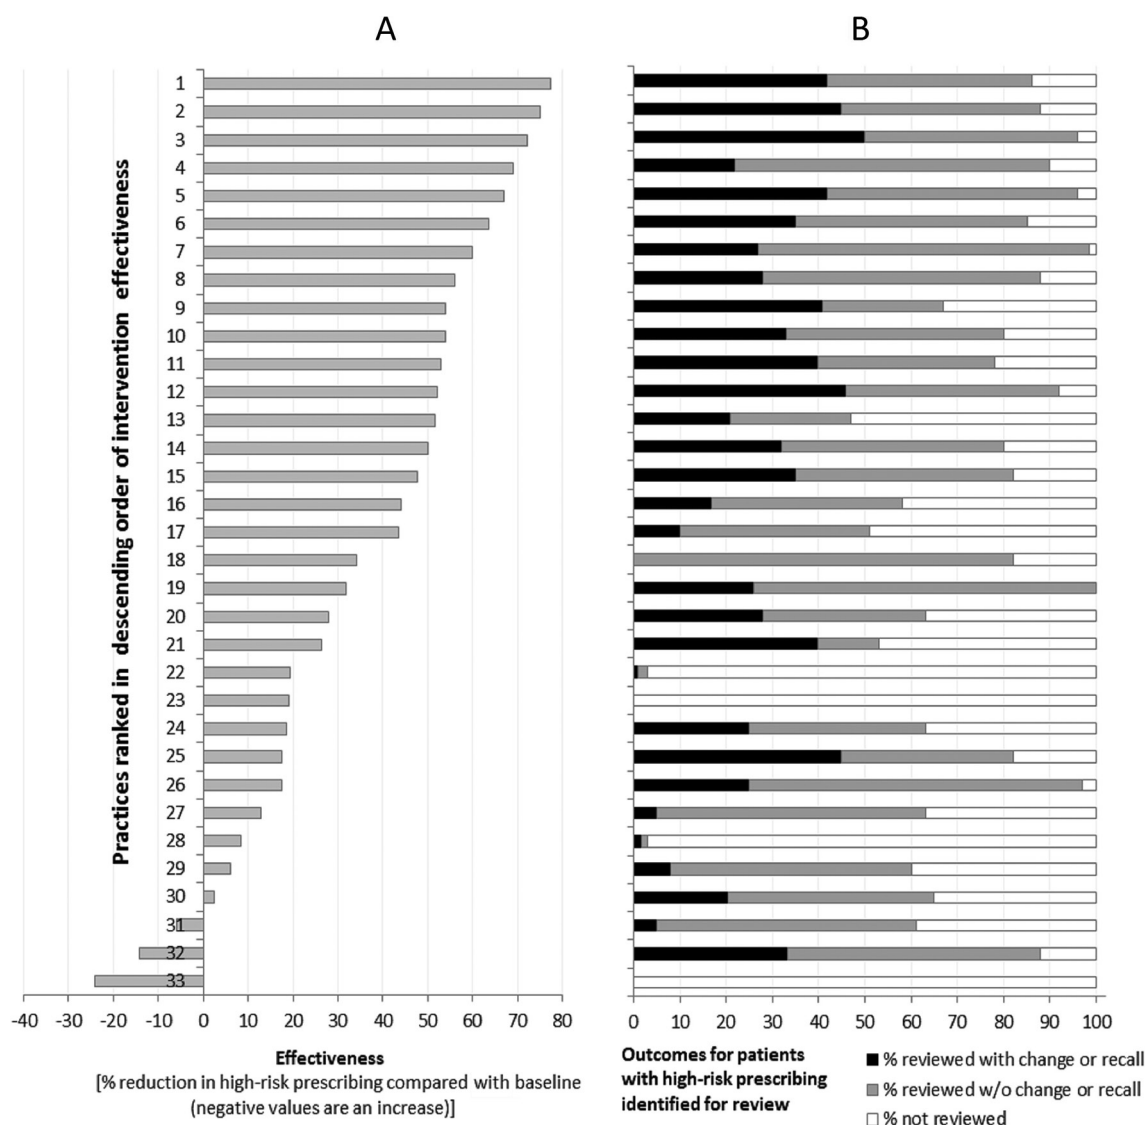 A
B
Practices ranked in descending order of intervention effectiveness
1
2
3
4
5
6
7
8
9
10
11
12
13
14
15
16
17
18
19
20
21
22
23
24
25
26
27
28
29
30
31
32
33
-40 -30 -20 -10 0 10 20 30 40 50 60 70 80
Effectiveness
[% reduction in high-risk prescribing compared with baseline
(negative values are an increase)]
0 10 20 30 40 50 60 70 80 90 100
Outcomes for patients
with high-risk prescribing
identified for review
% reviewed with change or recall
% reviewed w/o change or recall
% not reviewed